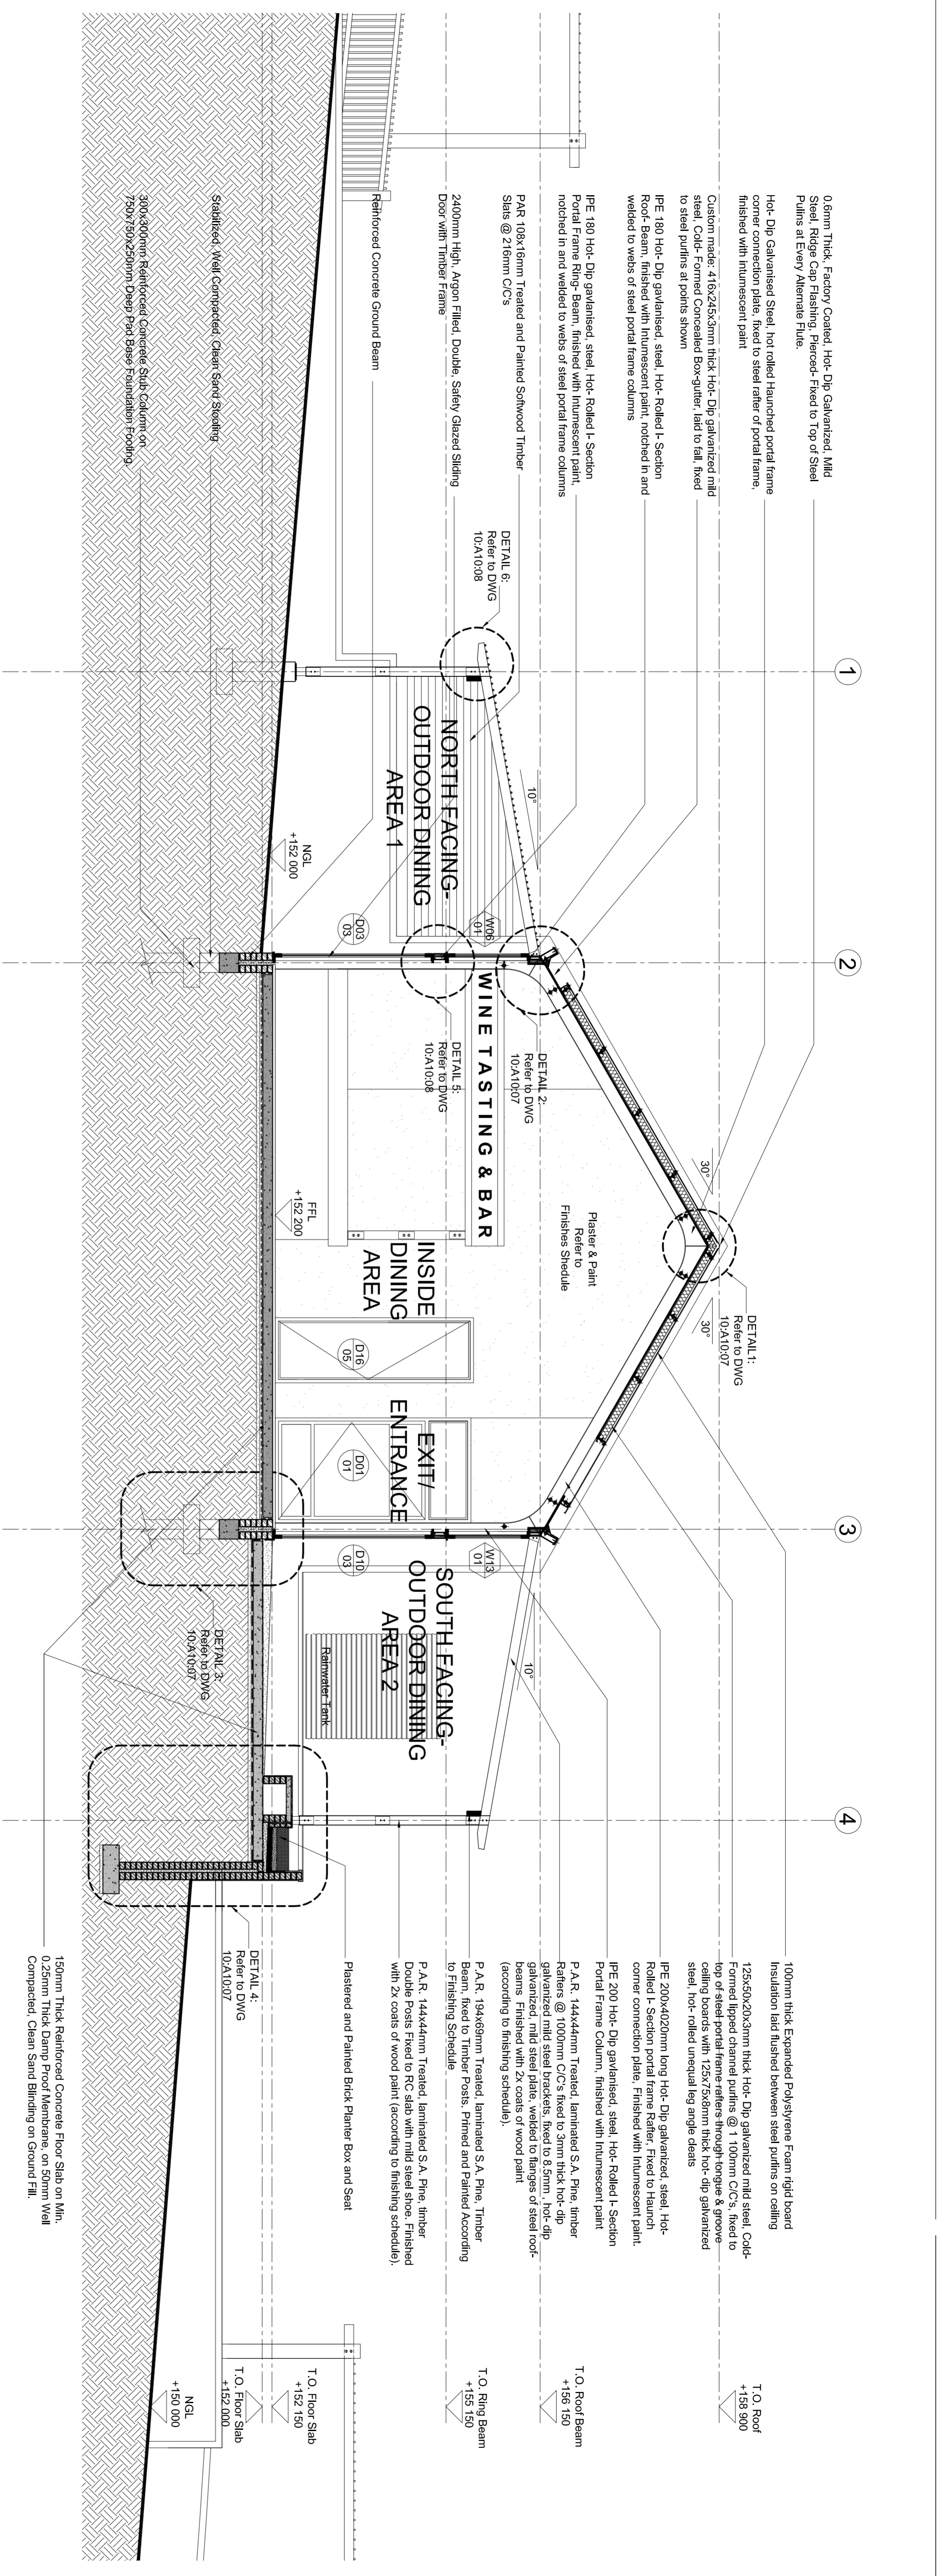 0.6mm Thick, Factory Coated, Hot- Dip Galvanized, Mild
Steel, Ridge Cap Flashing, Pierced- Fixed to Top of Steel
Pulins at Every Alternate Flute.
Hot- Dip Galvanised Steel, hot rolled Haunched portal frame
corner connection plate, fixed to steel rafter of portal frame,
finished with intumescent paint
Custom made: 416x245x3mm thick Hot- Dip galvanized mild
steel, Cold- Formed Concealed Box-gutter, laid to fall, fixed
to steel purlins at points shown
IPE 180 Hot- Dip gavlanised, steel, Hot- Rolled I- Section
Roof- Beam, finished with Intumescent paint, notched in and
welded to webs of steel portal frame columns
IPE 180 Hot- Dip gavlanised, steel, Hot- Rolled I- Section
Portal Frame Ring- Beam, finished with Intumescent paint,
notched in and welded to webs of steel portal frame columns
PAR 108x16mm Treated and Painted Softwood Timber
Slats @ 216mm C/C's
2400mm High, Argon Filled, Double, Safety Glazed Sliding
Door with Timber Frame
Reinforced Concrete Ground Beam
Stabilized, Well Compacted, Clean Sand Stooling
300x300mm Reinforced Concrete Stub Column on
750x750x250mm Deep Pad Base Foundation Footing.
DETAIL 6:
Refer to DWG
10:A10:08
1
2
3
4
10°
NORTH FACING-
OUTDOOR DINING
AREA 1
NGL
+152 000
W06
01
D03
03
WINE TASTING & BAR
DETAIL 2:
Refer to DWG
10:A10:07
DETAIL 5:
Refer to DWG
10:A10:08
FFL
+152 200
30°
Plaster & Paint
Refer to
Finishes Shedule
INSIDE
DINING
AREA
30°
DETAIL1:
Refer to DWG
10:A10:07
D16
05
EXIT/
ENTRANCE
D01
01
W13
01
D10
03
10°
SOUTH FACING-
OUTDOOR DINING
AREA 2
Rainwater Tank
DETAIL 3:
Refer to DWG
10:A10:07
DETAIL 4:
Refer to DWG
10:A10:07
100mm thick Expanded Polystyrene Foam rigid board
Insulation laid flushed between steel purlins on ceiling
125x50x20x3mm thick Hot- Dip galvanized mild steel, Cold-
Formed lipped channel purlins @ 1 100mm C/C's, fixed to
top of steel portal frame rafters through tongue & groove
ceiling boards with 125x75x8mm thick hot- dip galvanized
steel, hot- rolled unequal leg angle cleats
IPE 200x4020mm long Hot- Dip galvanized, steel, Hot-
Rolled I- Section portal frame Rafter, Fixed to Haunch
corner connection plate, Finished with Intumescent paint.
IPE 200 Hot- Dip gavlanised, steel, Hot- Rolled I- Section
Portal Frame Column, finished with Intumescent paint
P.A.R. 144x44mm Treated, laminated S.A. Pine, timber
Rafters @ 1000mm C/C's fixed to 3mm thick hot- dip
galvanized mild steel brackets, fixed to 8.5mm , hot- dip
galvanized, mild steel plate, welded to flanges of steel roof-
beams Finished with 2x coats of wood paint
(according to finishing schedule).
P.A.R. 194x69mm Treated, laminated S.A. Pine, Timber
Beam, fixed to Timber Posts. Primed and Painted According
to Finishing Schedule
P.A.R. 144x44mm Treated, laminated S.A. Pine, timber
Double Posts Fixed to RC slab with mild steel shoe. Finished
with 2x coats of wood paint (according to finishing schedule).
Plastered and Painted Brick Planter Box and Seat
150mm Thick Reinforced Concrete Floor Slab on Min.
0.25mm Thick Damp Proof Membrane, on 50mm Well
Compacted, Clean Sand Blinding on Ground Fill.
T.O. Roof
+158 900
T.O. Roof Beam
+156 150
T.O. Ring Beam
+155 150
T.O. Floor Slab
+152 150
T.O. Floor Slab
+152 000
NGL
+150 000